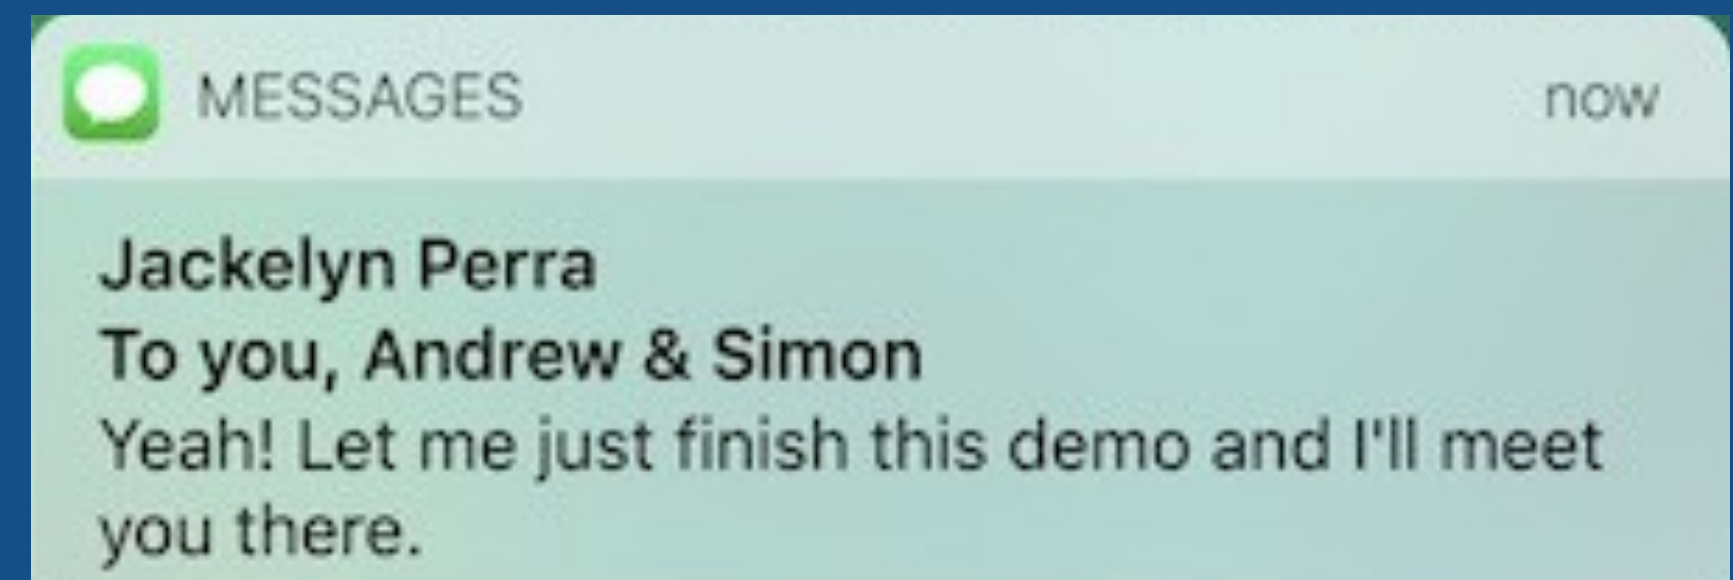 MESSAGES now
Jackelyn Perra
To you, Andrew & Simon
Yeah! Let me just finish this demo and I'll meet
you there.